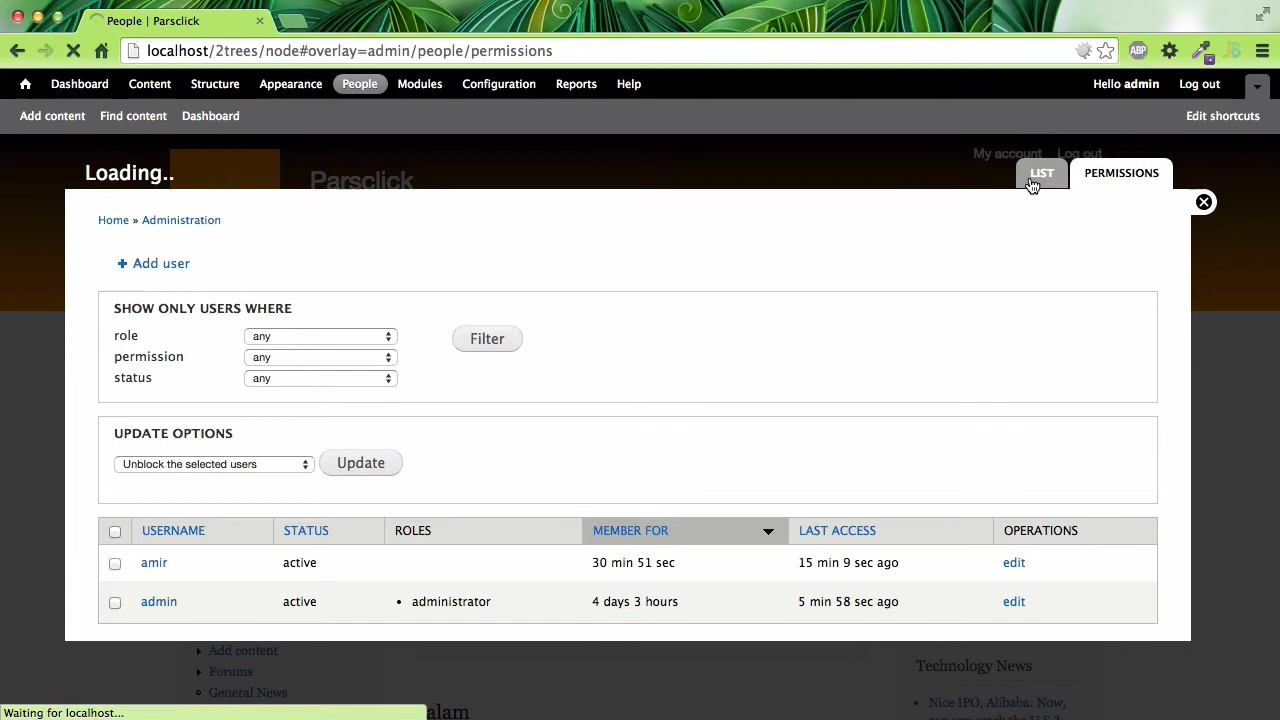 People | Parsclick
localhost/2trees/node#overlay=admin/people/permissions
ABP
JB
Dashboard Content Structure Appearance People Modules Configuration Reports Help Hello admin Log out
Add content Find content Dashboard Edit shortcuts
My account Log out
Loading.. Parsclick LIST PERMISSIONS
Home » Administration
Add user
SHOW ONLY USERS WHERE
role any Filter
permission any
status any
UPDATE OPTIONS
Unblock the selected users Update
USERNAME STATUS ROLES MEMBER FOR LAST ACCESS OPERATIONS
amir active 30 min 51 sec 15 min 9 sec ago edit
admin active • administrator 4 days 3 hours 5 min 58 sec ago edit
Add content
Forums Technology News
General News
Nice IPO, Alibaba: Now,
alam
Waiting for localhost...